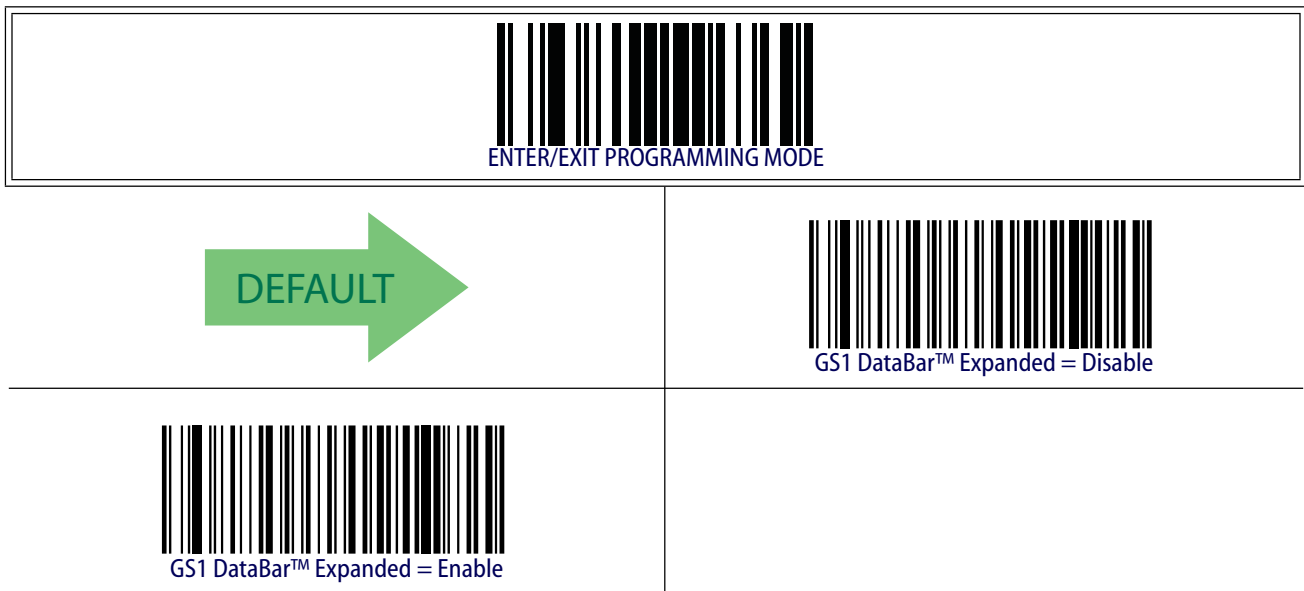 ENTER/EXIT PROGRAMMING MODE
DEFAULT
GS1 DataBar™ Expanded = Disable
GS1 DataBar™ Expanded = Enable